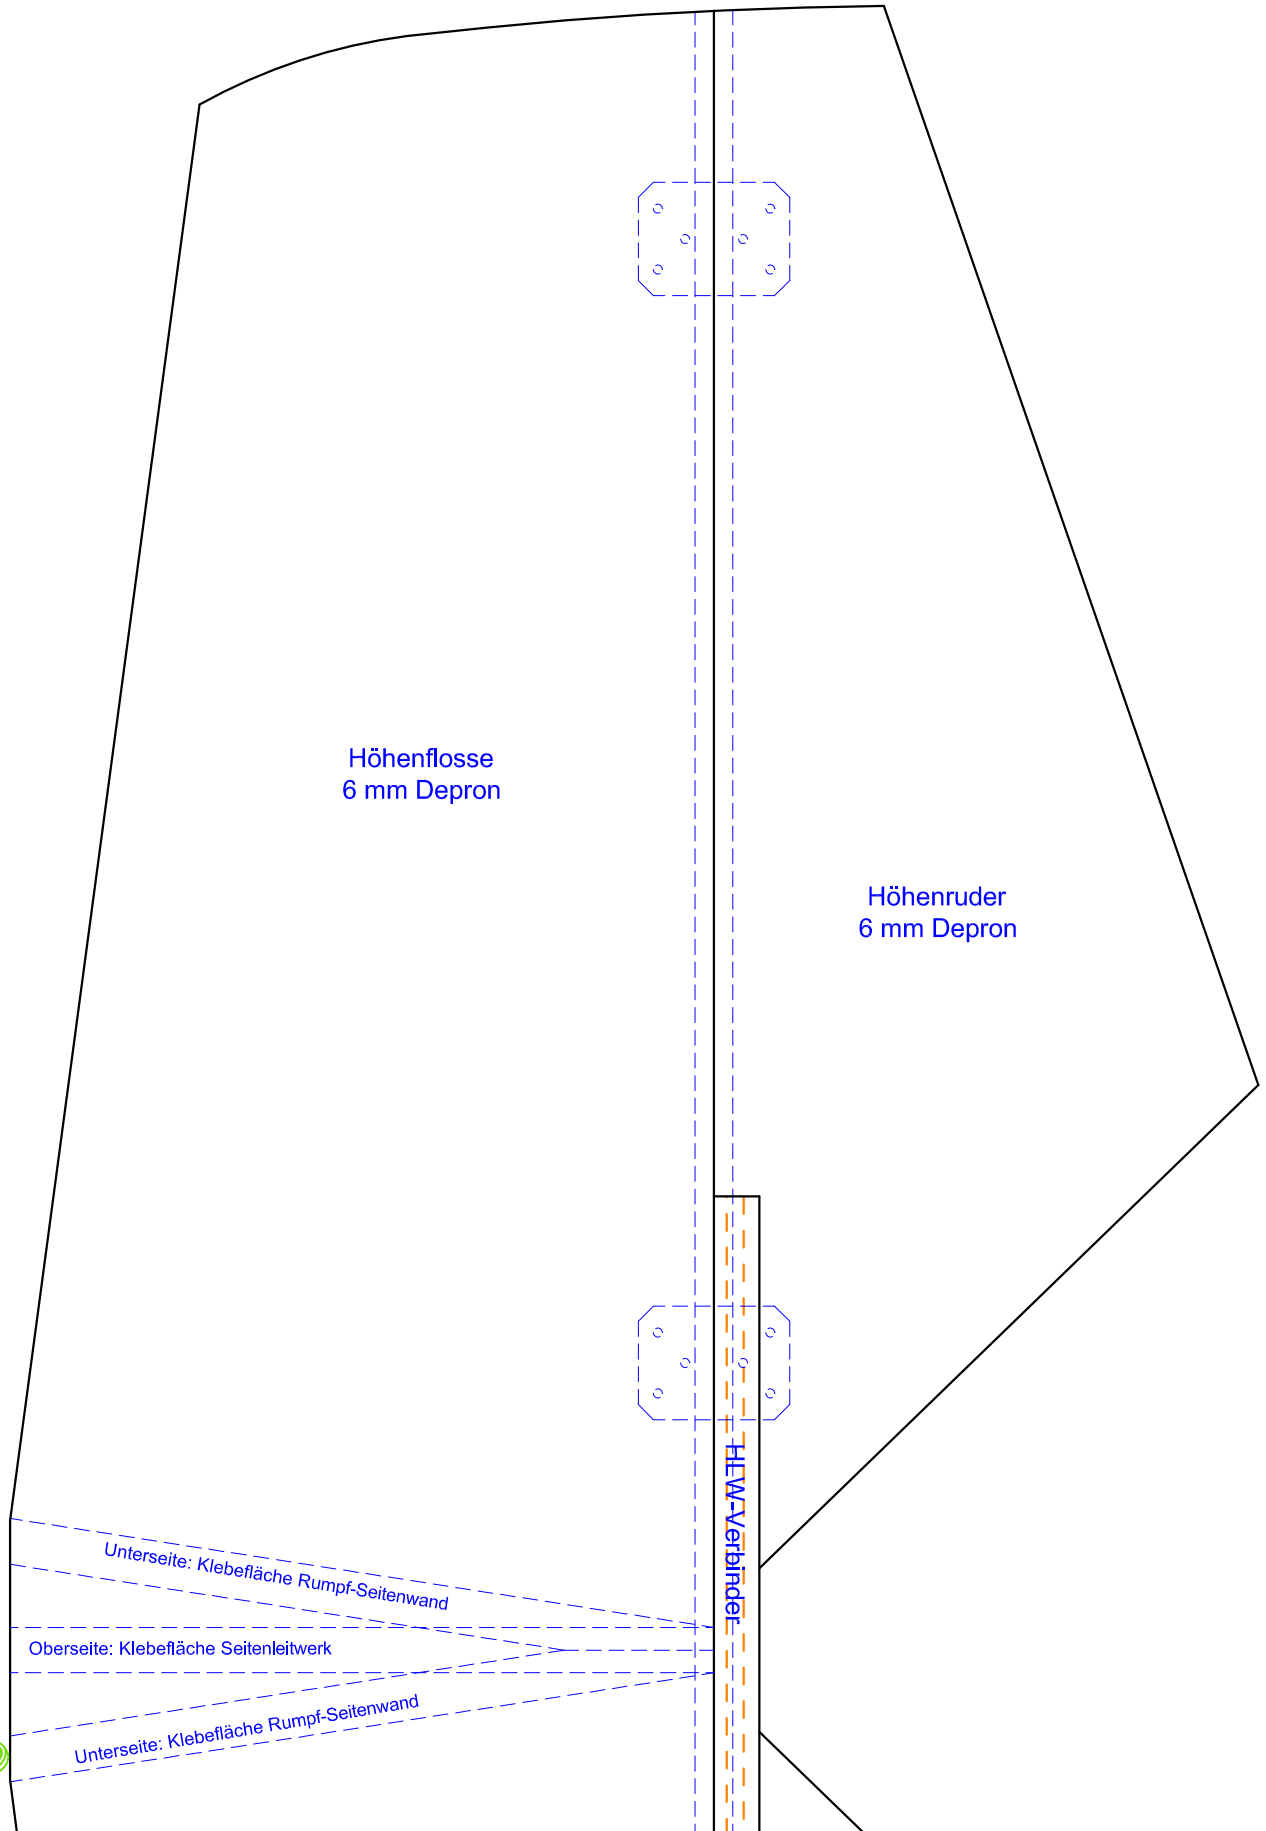 Höhenflosse
6 mm Depron
Höhenruder
6 mm Depron
HLW-Verbinder
Unterseite: Klebefläche Rumpf-Seitenwand
Oberseite: Klebefläche Seitenleitwerk
Unterseite: Klebefläche Rumpf-Seitenwand